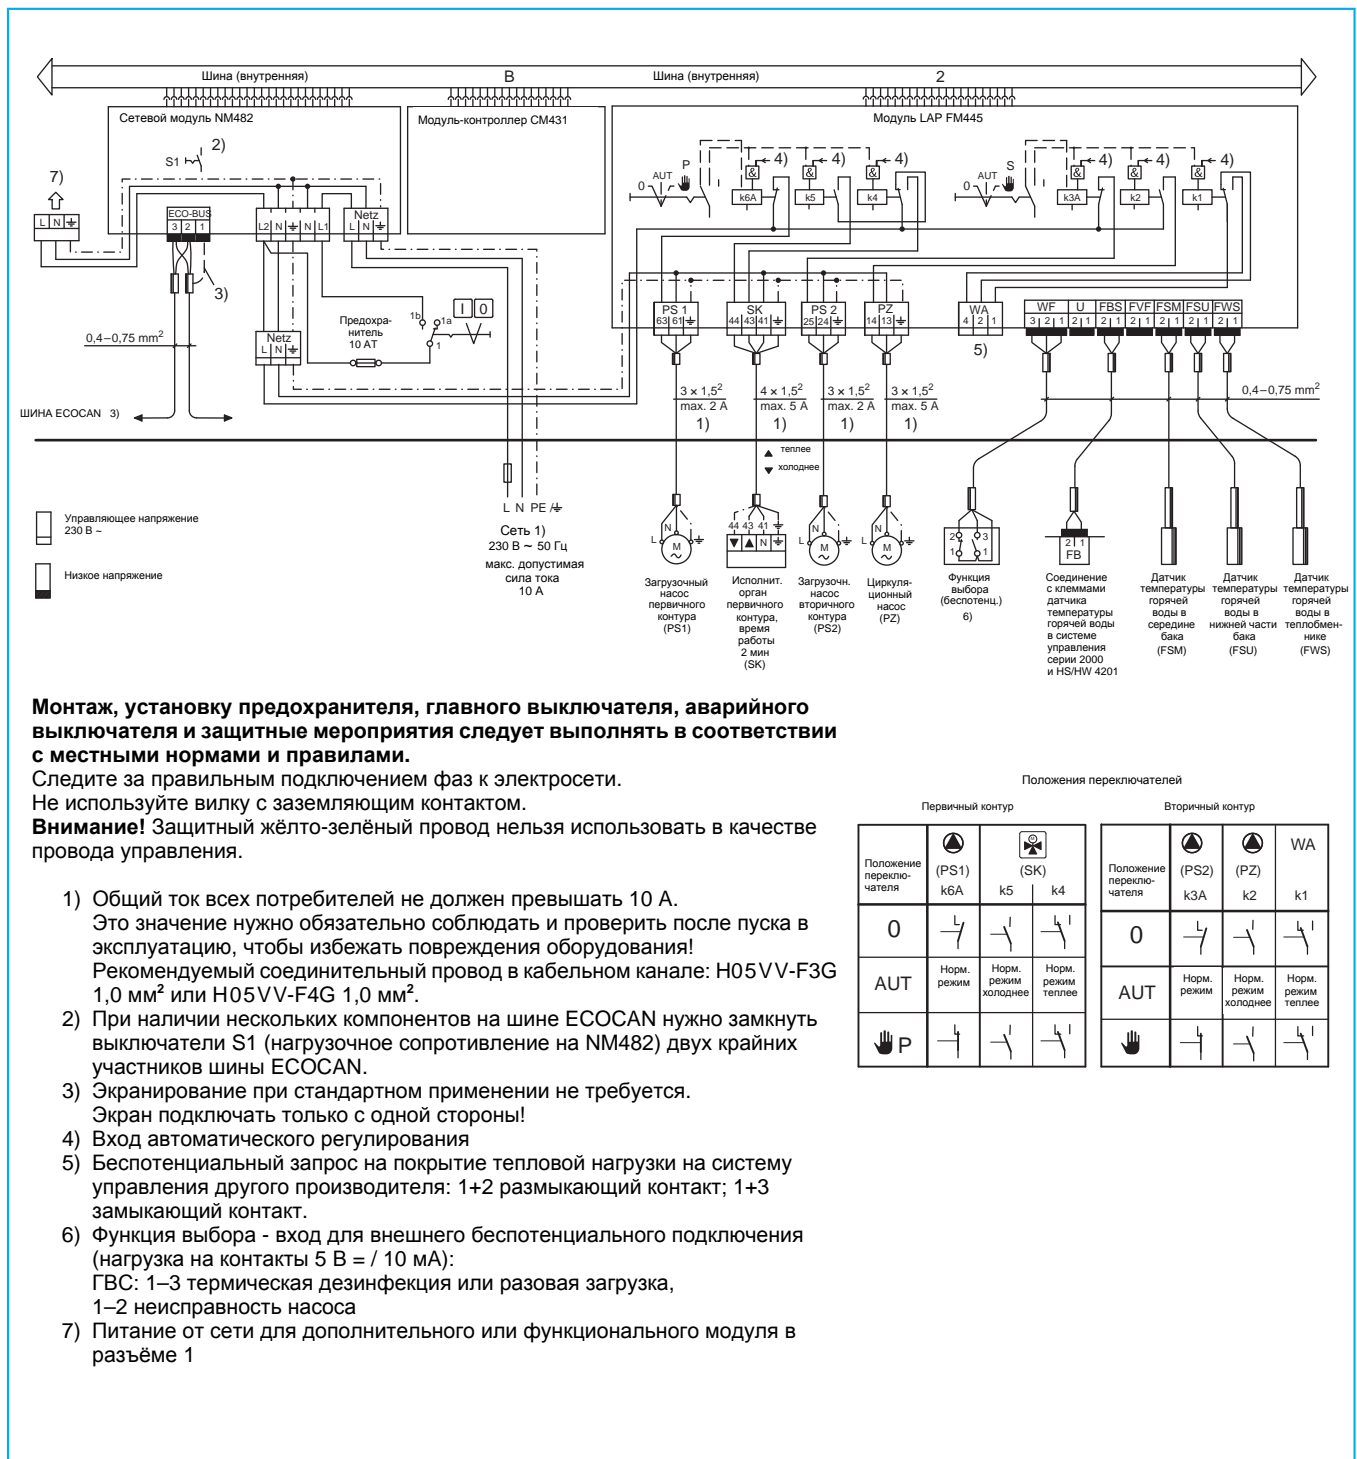 Шина (внутренняя) B Шина (внутренняя) 2
Сетевой модуль NM482
Модуль-контроллер CM431
Модуль LAP FM445
S1 2)
7)
L N
ECO-BUS
3 2 1
3)
L2 N N L1
Netz
L N
0,4–0,75 mm²
Netz
L N
Предохра-
нитель
10 AT
1b 1a
1
I 0
ШИНА ECOCAN 3)
0 AUT P
& 4) & 4) & 4)
k6A k5 k4
0 AUT S
& 4) & 4) & 4)
k3A k2 k1
PS 1
63 61
SK
44 43 41
PS 2
25 24
PZ
14 13
WA
4 2 1
5)
WF U FBS FVF FSM FSU FWS
3 2 1 2 1 2 1 2 1 2 1 2 1 2 1
3 × 1,5²
max. 2 A
1)
4 × 1,5²
max. 5 A
1)
3 × 1,5²
max. 2 A
1)
3 × 1,5²
max. 5 A
1)
0,4–0,75 mm²
▲ теплее
▼ холоднее
Управляющее напряжение
230 В ~
Низкое напряжение
L N PE /
Сеть 1)
230 В ~ 50 Гц
макс. допустимая
сила тока
10 А
L N
M
~
Загрузочный
насос
первичного
контура
(PS1)
44 43 41
▼ ▲ N
Исполнит.
орган
первичного
контура,
время
работы
2 мин
(SK)
L N
M
~
Загрузочн.
насос
вторичного
контура
(PS2)
L N
M
~
Циркуля-
ционный
насос
(PZ)
2 3
1 1
Функция
выбора
(беспотенц.)
6)
2 1
FB
Соединение
с клеммами
датчика
температуры
горячей воды
в системе
управления
серии 2000
и HS/HW 4201
Датчик
температуры
горячей
воды в
середине
бака
(FSM)
Датчик
температуры
горячей
воды в
нижней части
бака
(FSU)
Датчик
температуры
горячей
воды в
теплобмен-
нике
(FWS)
Монтаж, установку предохранителя, главного выключателя, аварийного
выключателя и защитные мероприятия следует выполнять в соответствии
с местными нормами и правилами.
Следите за правильным подключением фаз к электросети.
Не используйте вилку с заземляющим контактом.
Внимание! Защитный жёлто-зелёный провод нельзя использовать в качестве
провода управления.
1) Общий ток всех потребителей не должен превышать 10 А.
Это значение нужно обязательно соблюдать и проверить после пуска в
эксплуатацию, чтобы избежать повреждения оборудования!
Рекомендуемый соединительный провод в кабельном канале: H05VV-F3G
1,0 мм² или H05VV-F4G 1,0 мм².
2) При наличии нескольких компонентов на шине ECOCAN нужно замкнуть
выключатели S1 (нагрузочное сопротивление на NM482) двух крайних
участников шины ECOCAN.
3) Экранирование при стандартном применении не требуется.
Экран подключать только с одной стороны!
4) Вход автоматического регулирования
5) Беспотенциальный запрос на покрытие тепловой нагрузки на систему
управления другого производителя: 1+2 размыкающий контакт; 1+3
замыкающий контакт.
6) Функция выбора - вход для внешнего беспотенциального подключения
(нагрузка на контакты 5 В = / 10 мА):
ГВС: 1–3 термическая дезинфекция или разовая загрузка,
1–2 неисправность насоса
7) Питание от сети для дополнительного или функционального модуля в
разъёме 1
Положения переключателей
Первичный контур
Положение
переклю-
чателя
(PS1) (SK)
k6A k5 k4
0
AUT
Норм.
режим
Норм.
режим
холоднее
Норм.
режим
теплее
P
Вторичный контур
Положение
переклю-
чателя
WA
(PS2) (PZ)
k3A k2 k1
0
AUT
Норм.
режим
Норм.
режим
холоднее
Норм.
режим
теплее